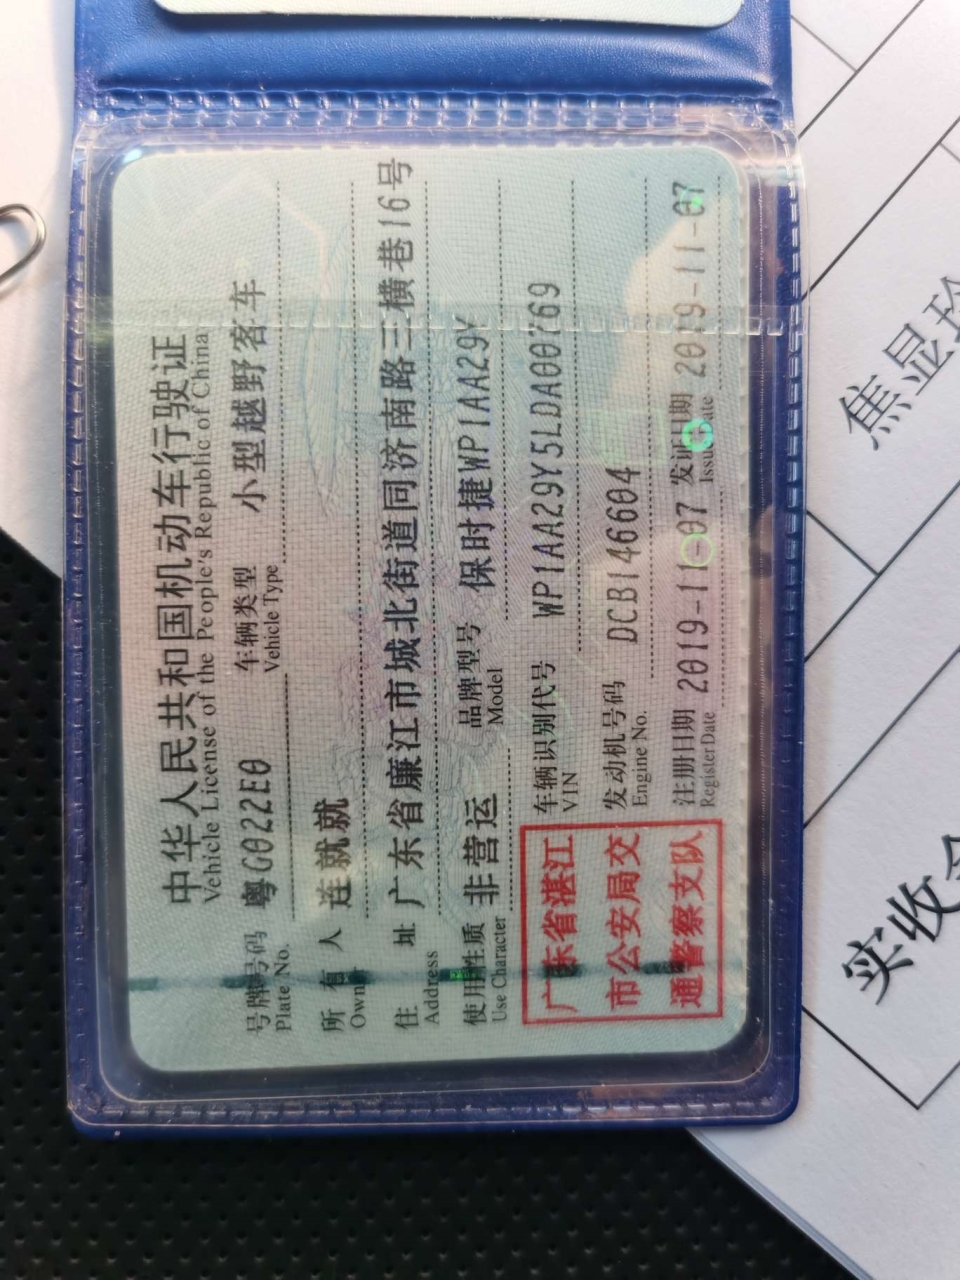 中华人民共和国机动车行驶证
Vehicle License of the People's Republic of China
号牌号码 粤G022E0 车辆类型 小型越野客车
Plate No. Vehicle Type
所有人 连就就
Owner
住址 广东省廉江市城北街道同济南路三横巷16号
Address
使用性质 非营运 品牌型号 保时捷WP1AA29Y
Use Character Model
广东省湛江
市公安局交
通警察支队
车辆识别代号 WP1AA29Y5LDA00769
VIN
发动机号码 DCB146604
Engine No.
注册日期 2019-11-07 发证日期 2019-11-07
Register Date Issue Date
焦显玲
实收